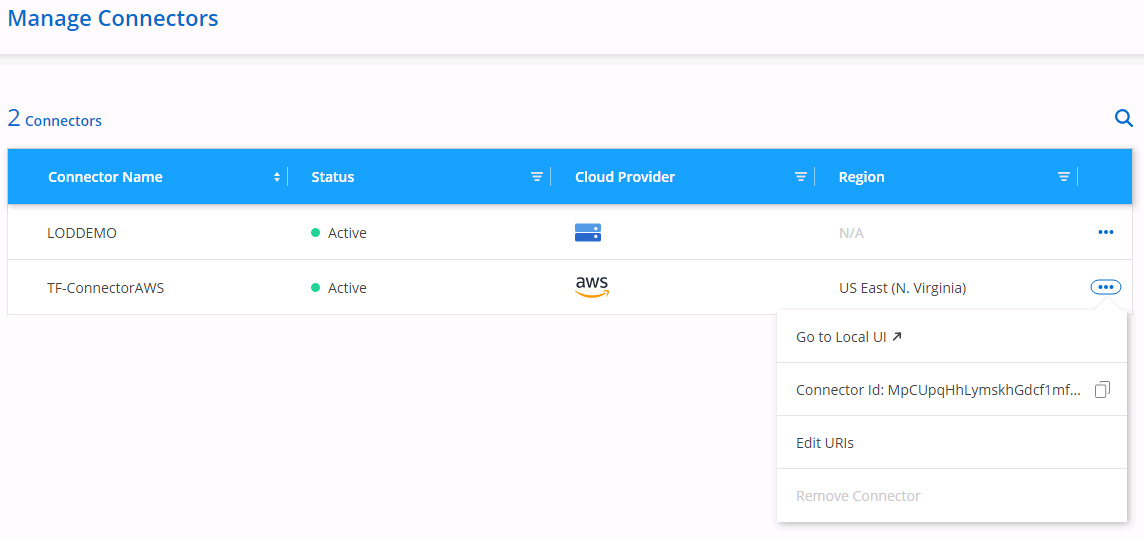 Manage Connectors
2 Connectors
Connector Name Status Cloud Provider Region
LODDEMO Active N/A
TF-ConnectorAWS Active aws US East (N. Virginia)
Go to Local UI
Connector Id: MpCUpqHhLymskhGdcf1mf...
Edit URIs
Remove Connector